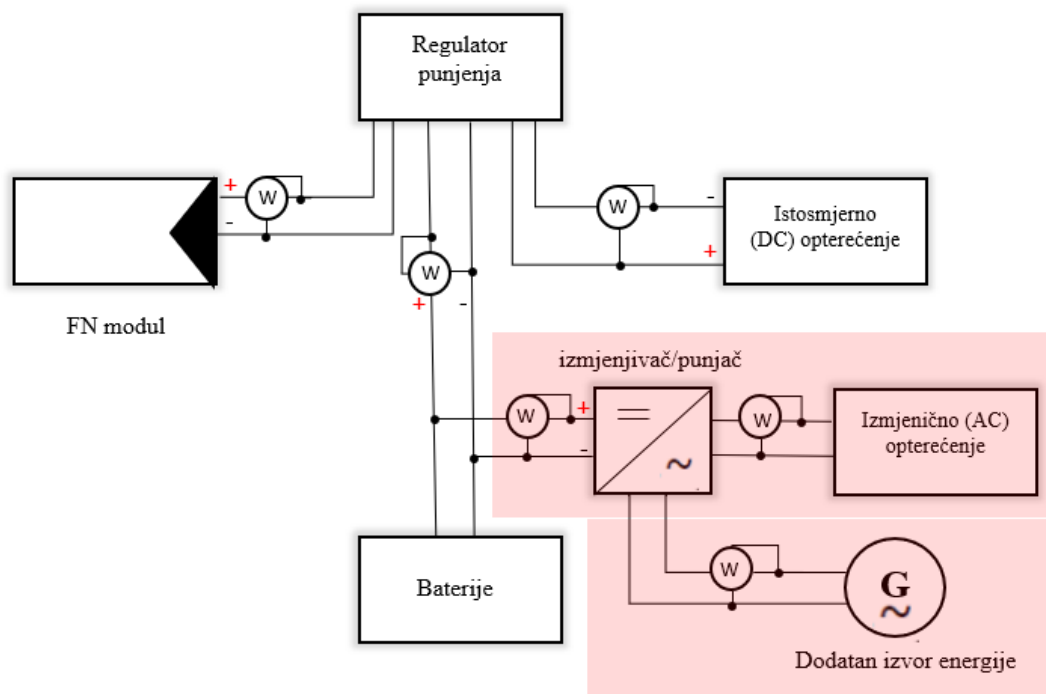 Regulator
punjenja
W
+
-
FN modul
W
+
-
W
-
+
Istosmjerno
(DC) opterećenje
izmjenjivač/punjač
W
+
-
=
~
W
Izmjenično (AC)
opterećenje
Baterije
W
G
~
Dodatan izvor energije